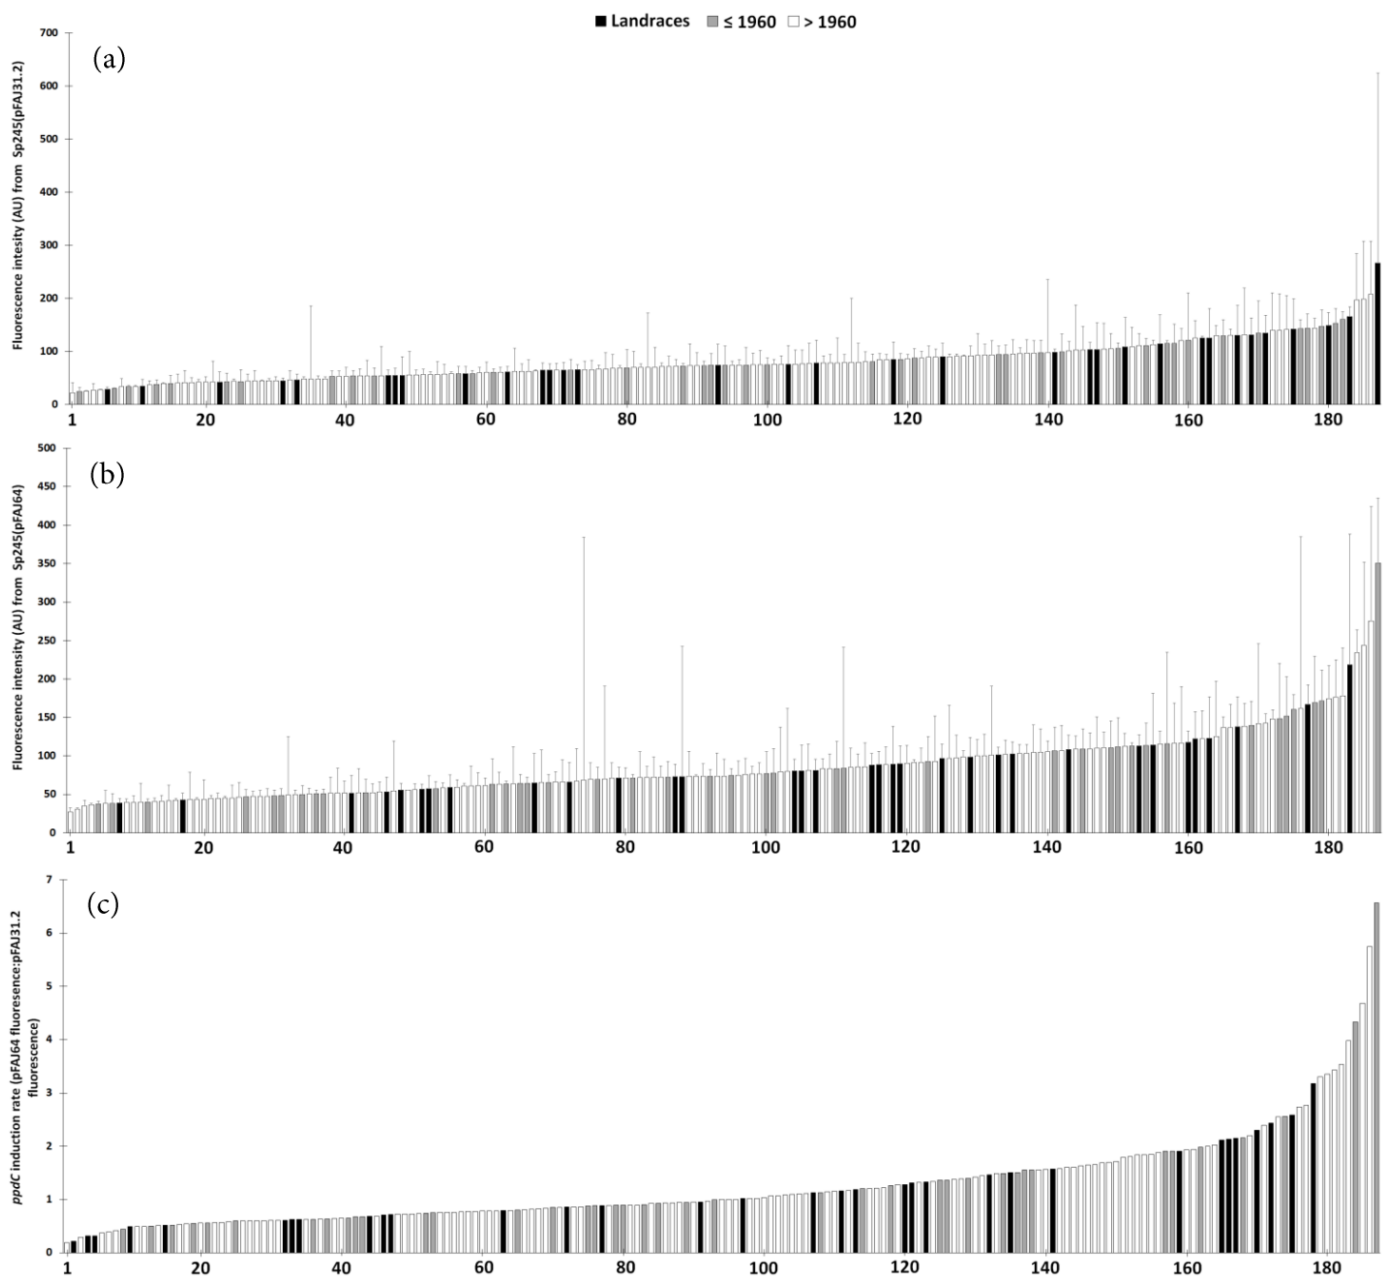 Landraces ≤ 1960 > 1960
(a)
Fluorescence intesity (AU) from Sp245(pFAJ31.2)
700
600
500
400
300
200
100
0
1 20 40 60 80 100 120 140 160 180
(b)
Fluorescence intensity (AU) from Sp245(pFAJ64)
500
450
400
350
300
250
200
150
100
50
0
1 20 40 60 80 100 120 140 160 180
(c)
ppdC induction rate (pFAJ64 fluoresence:pFAJ31.2
fluorescence)
7
6
5
4
3
2
1
0
1 20 40 60 80 100 120 140 160 180